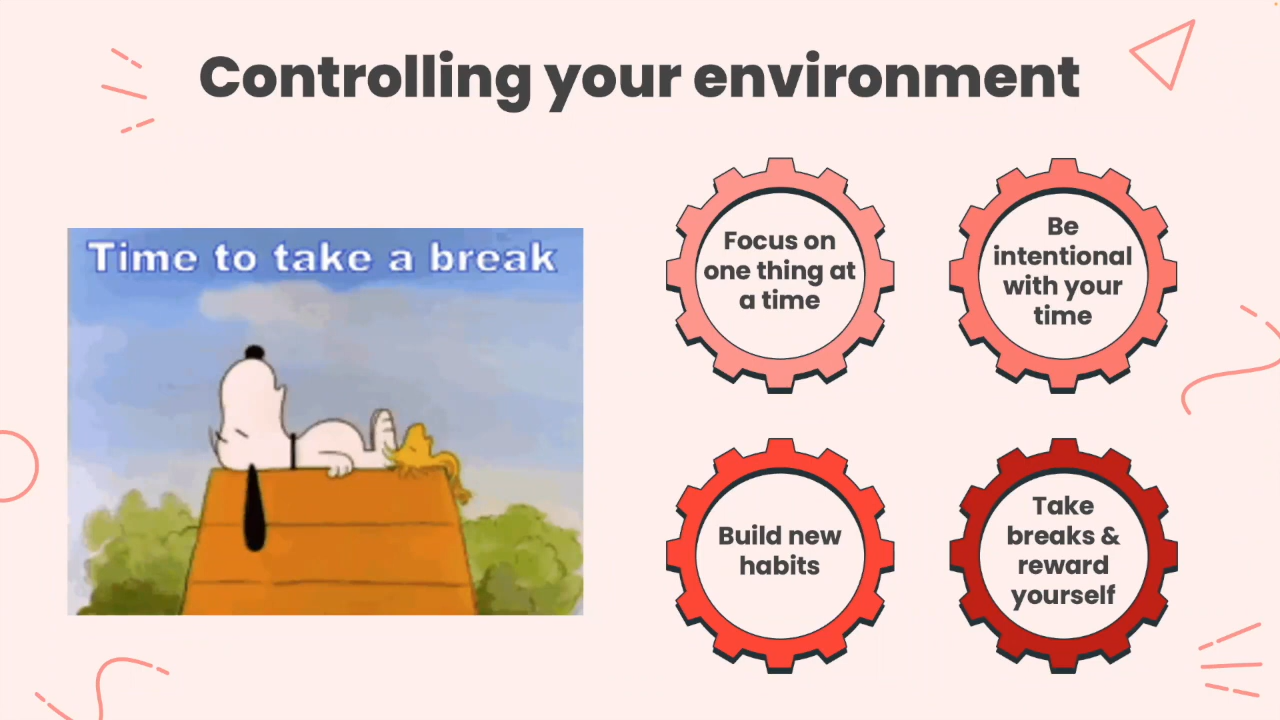 Controlling your environment
Time to take a break
Focus on
one thing at
a time
Be
intentional
with your
time
Build new
habits
Take
breaks &
reward
yourself